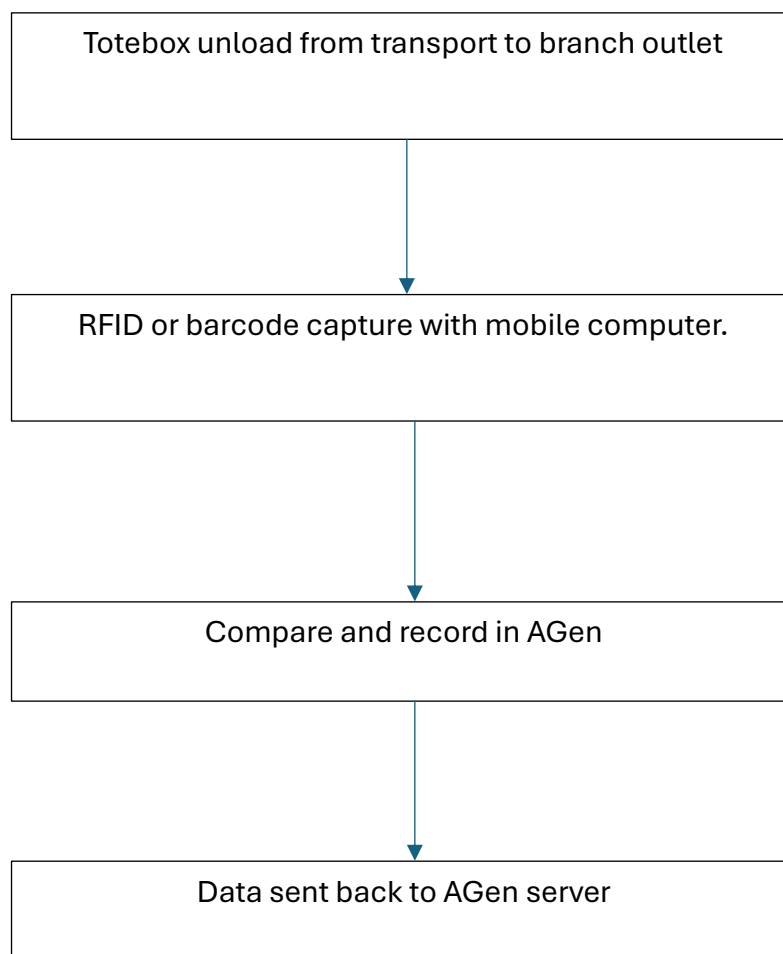 Totebox unload from transport to branch outlet
RFID or barcode capture with mobile computer.
Compare and record in AGen
Data sent back to AGen server